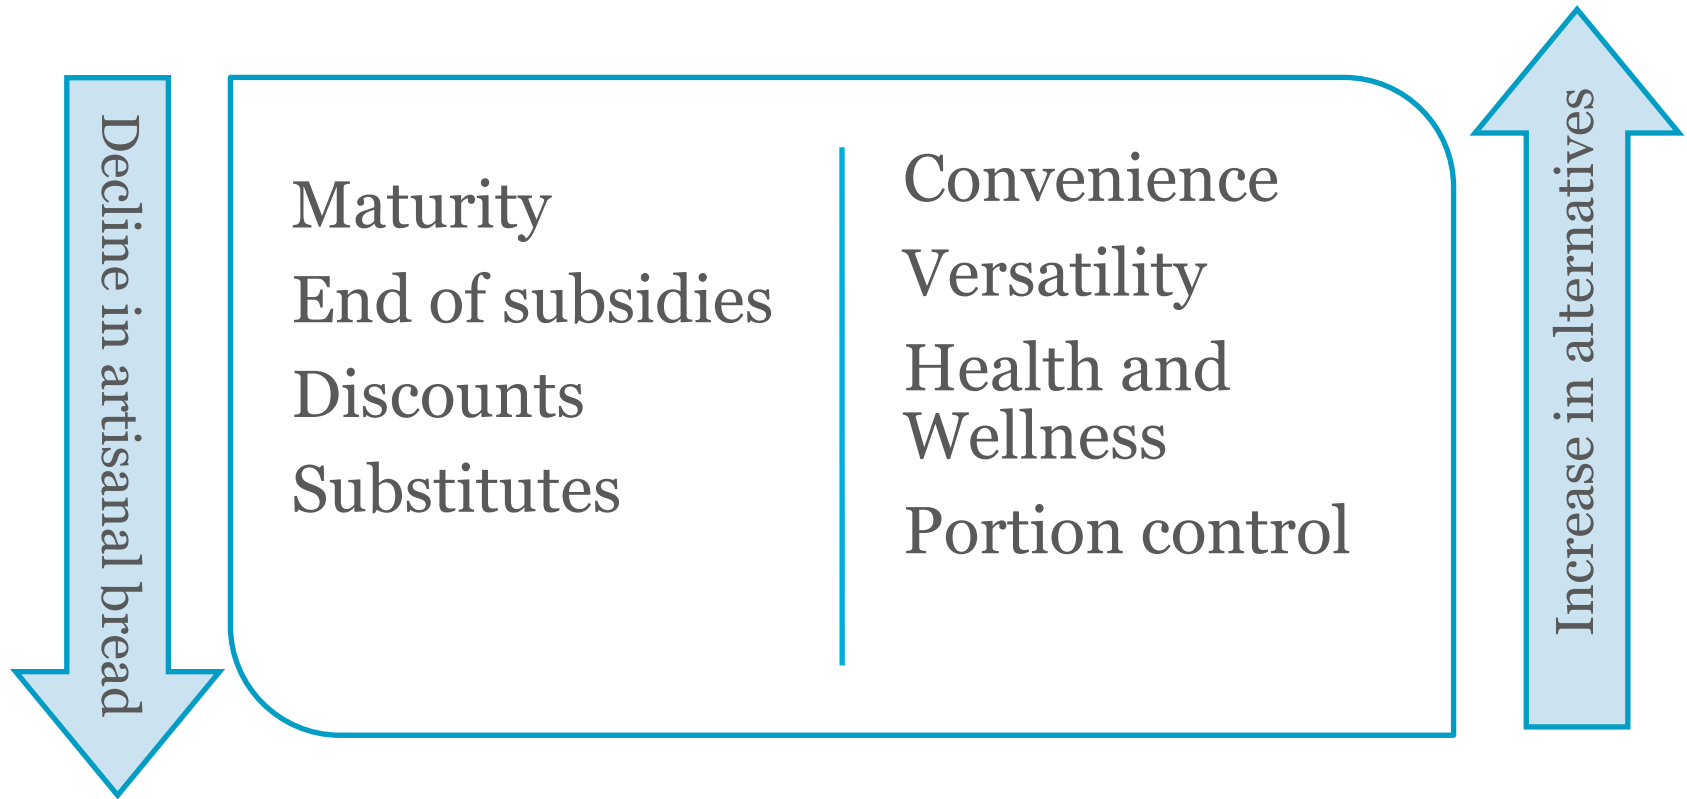 Decline in artisanal bread
Maturity
End of subsidies
Discounts
Substitutes
Convenience
Versatility
Health and
Wellness
Portion control
Increase in alternatives